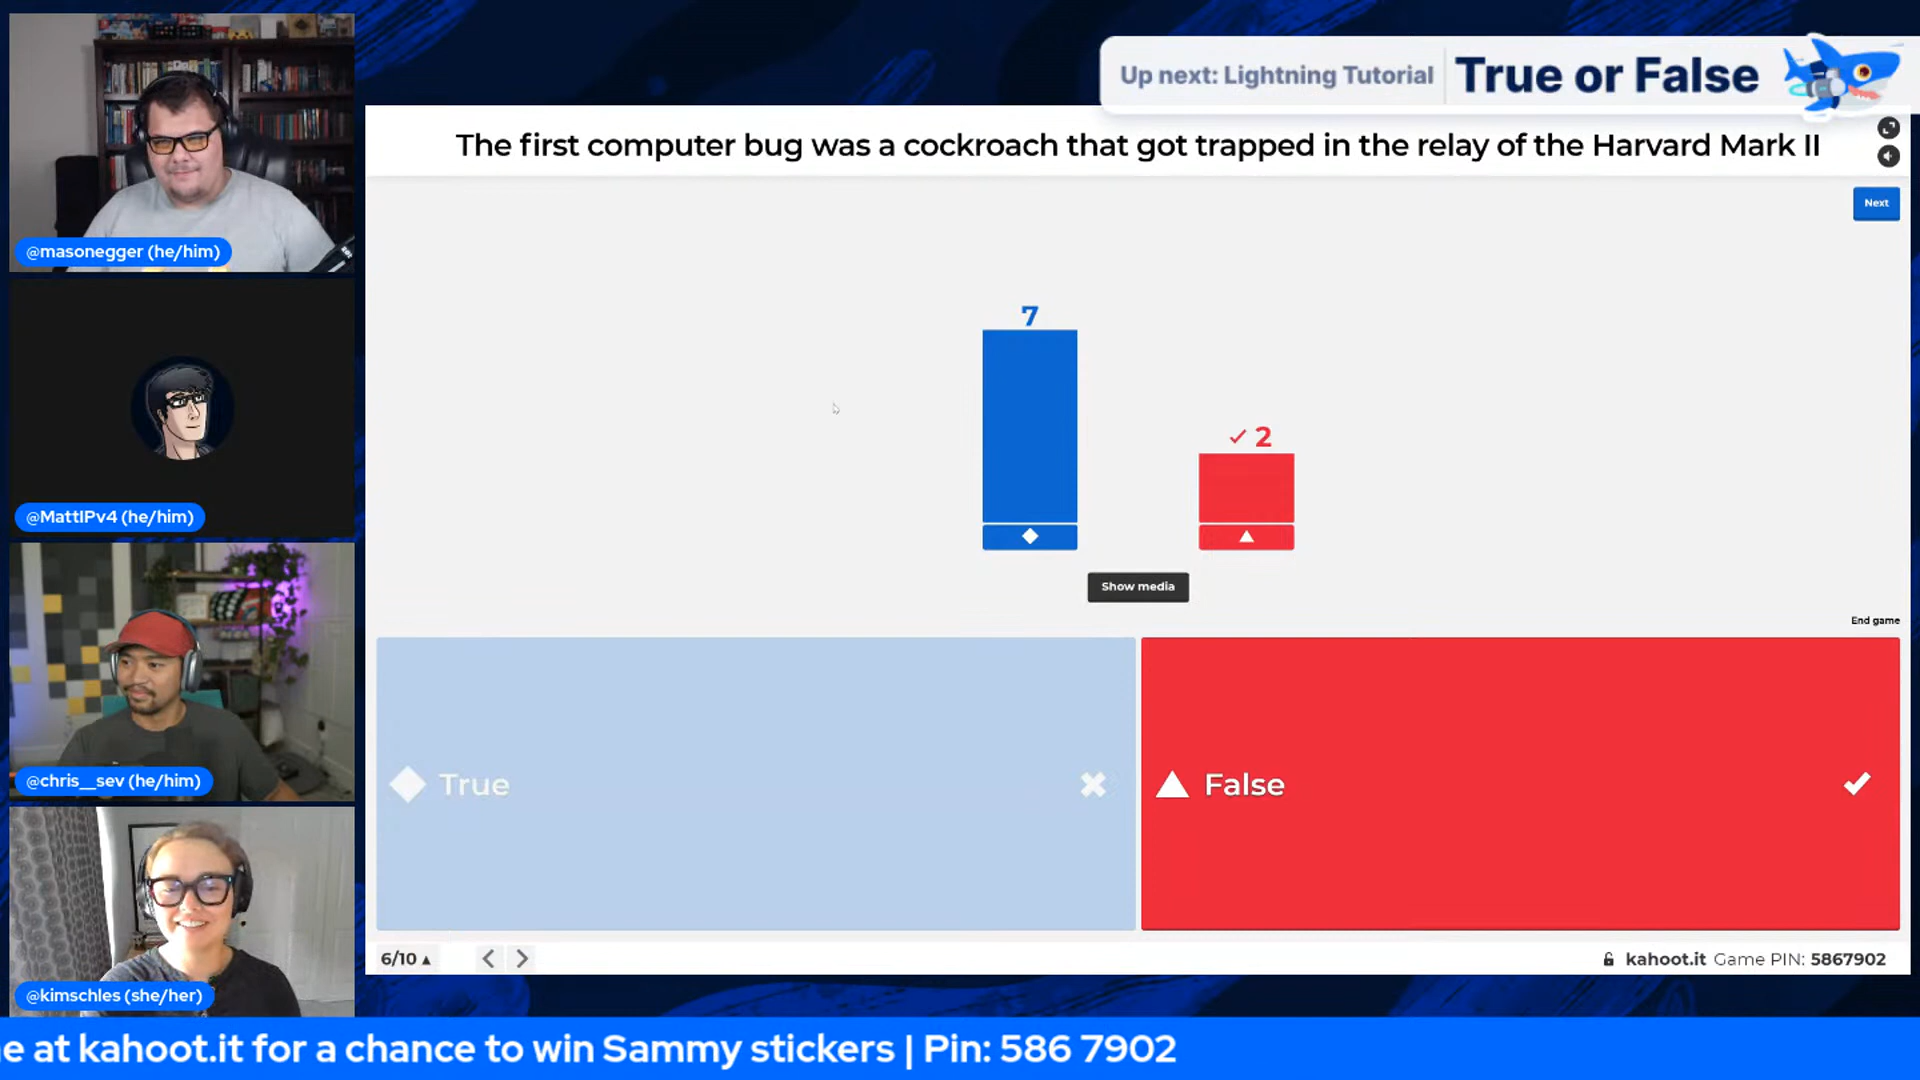 Up next: Lightning Tutorial
True or False
The first computer bug was a cockroach that got trapped in the relay of the Harvard Mark II
Next
7
2
Show media
End game
True
False
6/10
kahoot.it Game PIN: 5867902
@masonegger (he/him)
@MattIPv4 (he/him)
@chris__sev (he/him)
@kimschles (she/her)
e at kahoot.it for a chance to win Sammy stickers | Pin: 586 7902